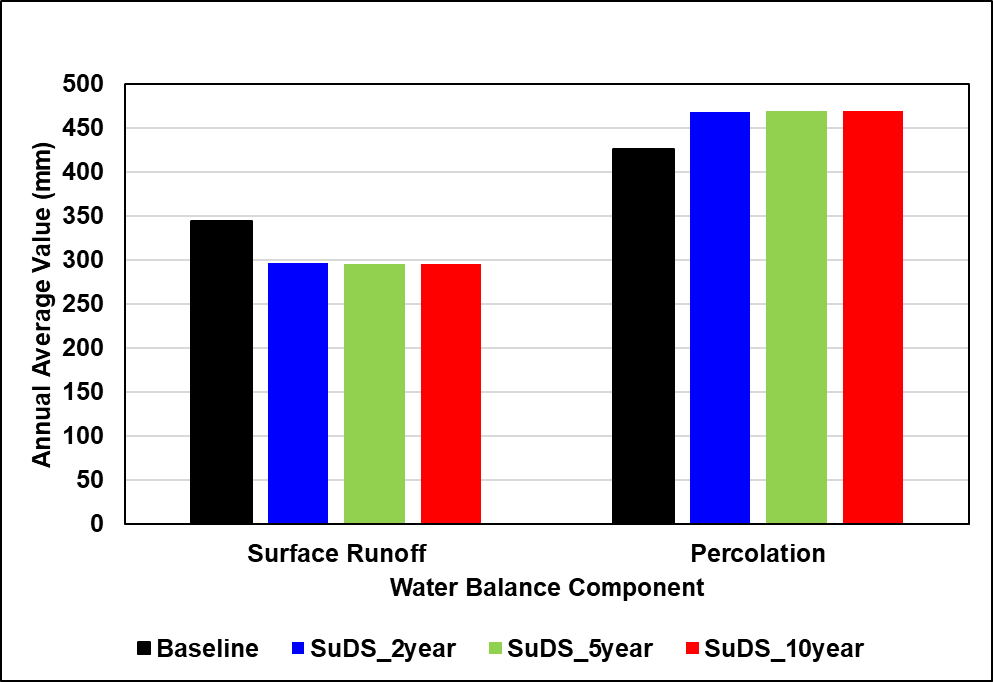 Annual Average Value (mm)
500
450
400
350
300
250
200
150
100
50
0
Surface Runoff Percolation
Water Balance Component
Baseline SuDS_2year SuDS_5year SuDS_10year